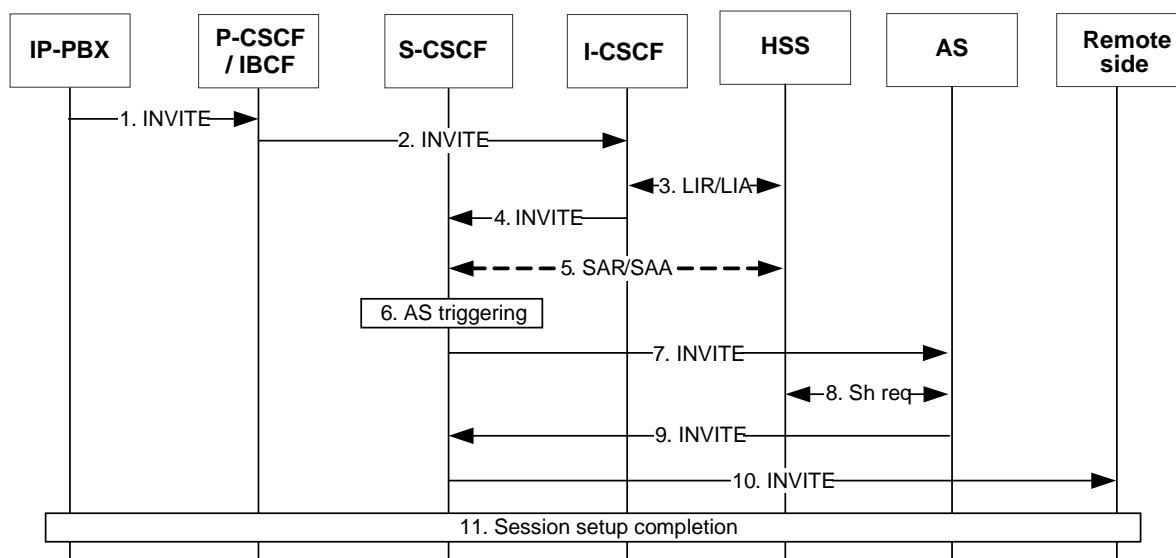 IP-PBX
P-CSCF
/ IBCF
S-CSCF
I-CSCF
HSS
AS
Remote
side
1. INVITE
2. INVITE
3. LIR/LIA
4. INVITE
5. SAR/SAA
6. AS triggering
7. INVITE
8. Sh req
9. INVITE
10. INVITE
11. Session setup completion